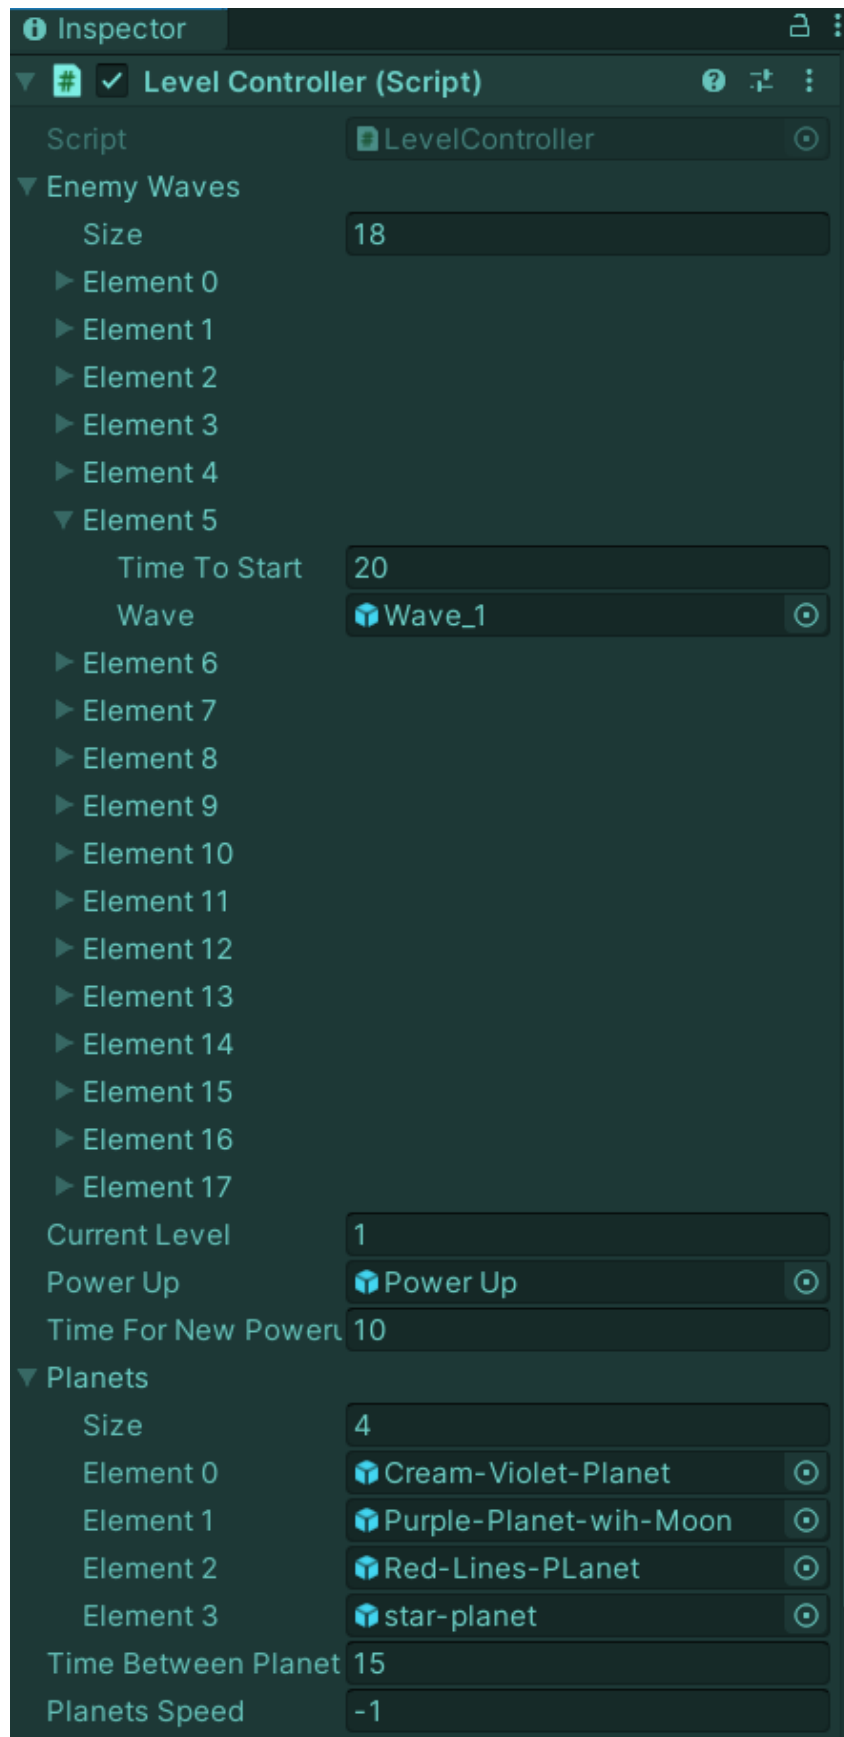 Inspector
# Level Controller (Script)
Script # LevelController
Enemy Waves
Size 18
Element 0
Element 1
Element 2
Element 3
Element 4
Element 5
Time To Start 20
Wave Wave_1
Element 6
Element 7
Element 8
Element 9
Element 10
Element 11
Element 12
Element 13
Element 14
Element 15
Element 16
Element 17
Current Level 1
Power Up Power Up
Time For New Poweru 10
Planets
Size 4
Element 0 Cream-Violet-Planet
Element 1 Purple-Planet-wih-Moon
Element 2 Red-Lines-PLanet
Element 3 star-planet
Time Between Planet 15
Planets Speed -1